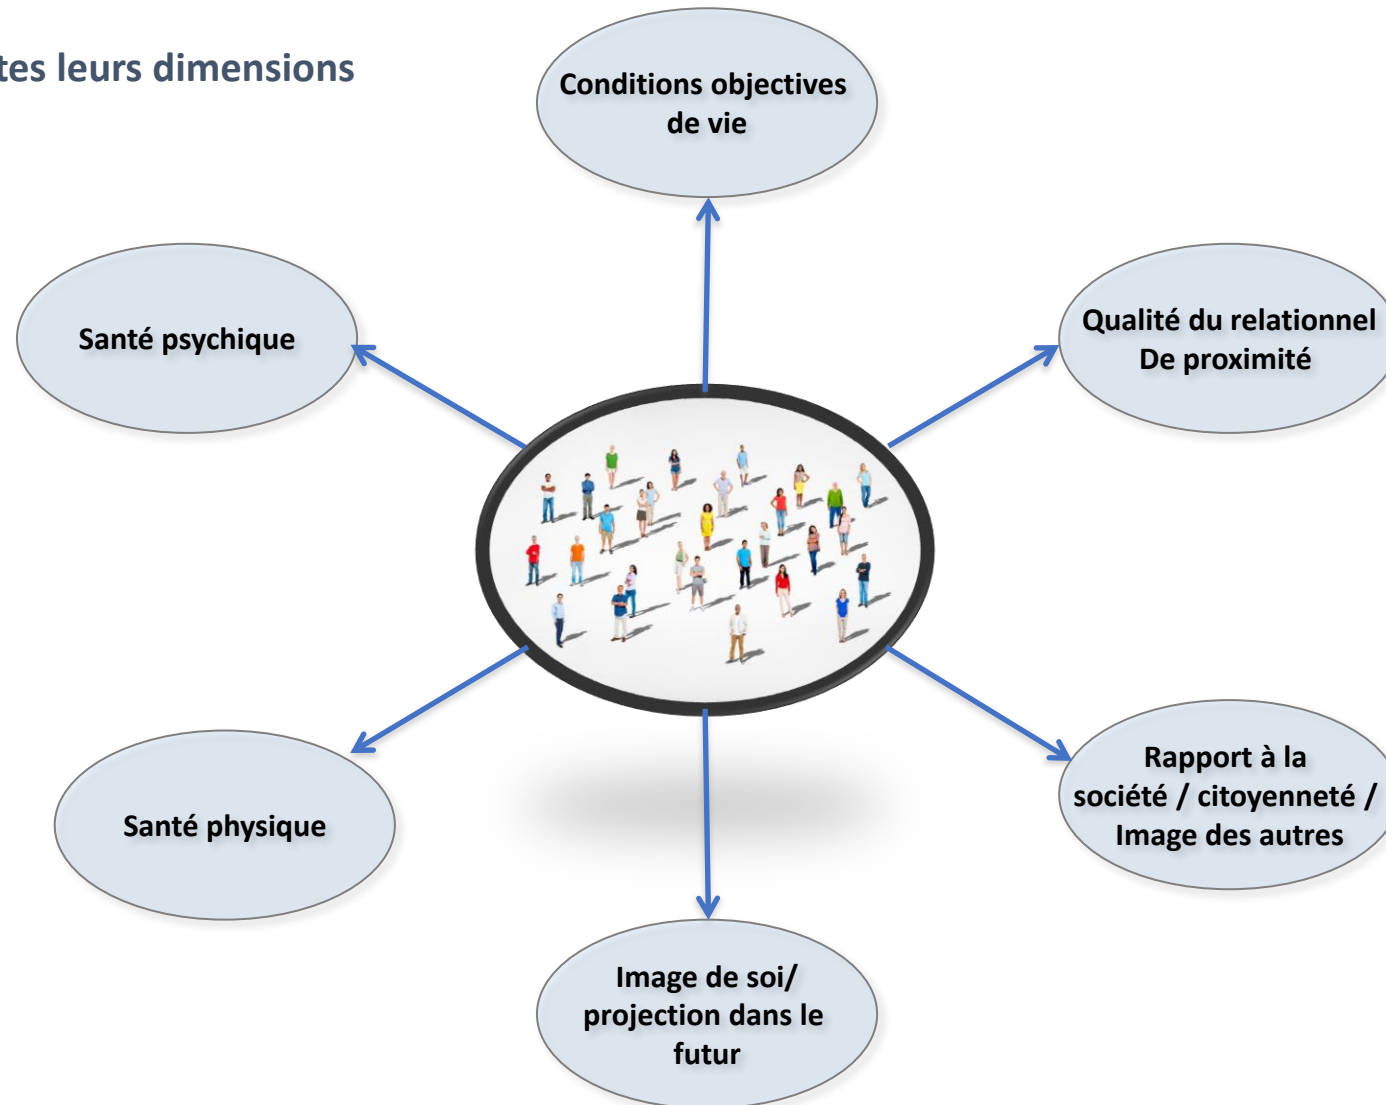 tes leurs dimensions
Conditions objectives
de vie
Santé psychique
Qualité du relationnel
De proximité
Santé physique
Rapport à la
société / citoyenneté /
Image des autres
Image de soi/
projection dans le
futur